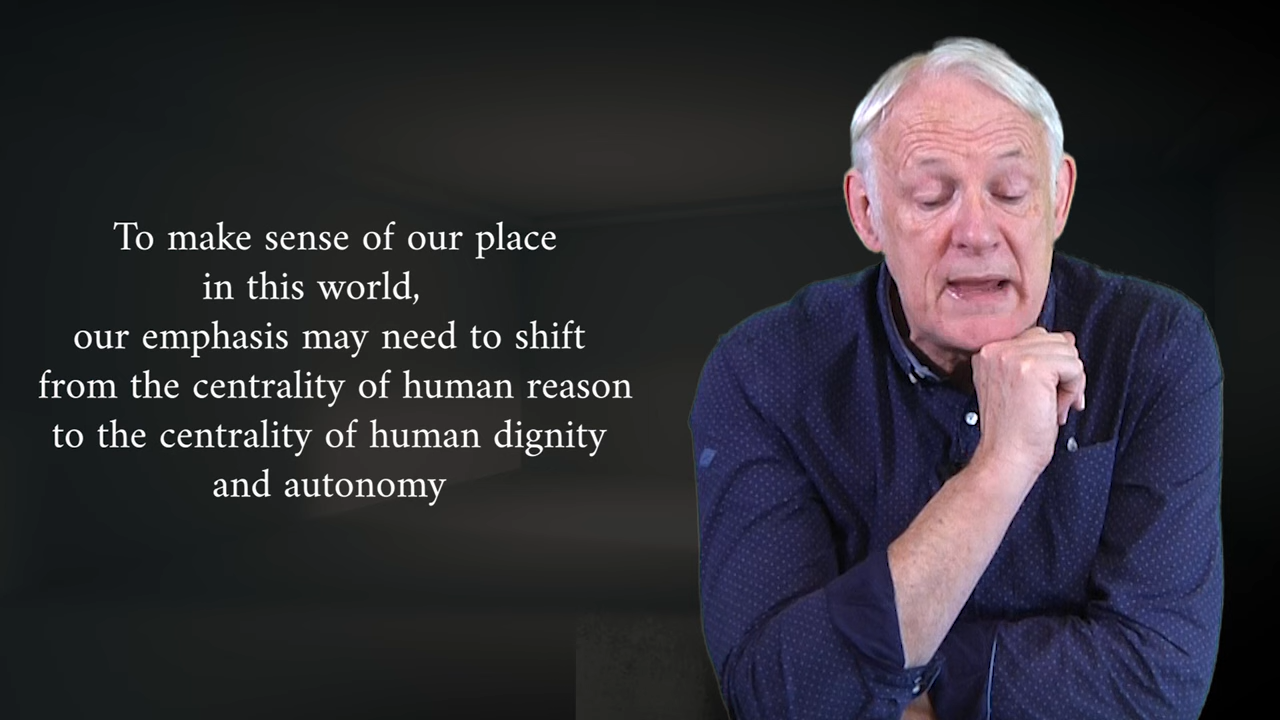 To make sense of our place
in this world,
our emphasis may need to shift
from the centrality of human reason
to the centrality of human dignity
and autonomy